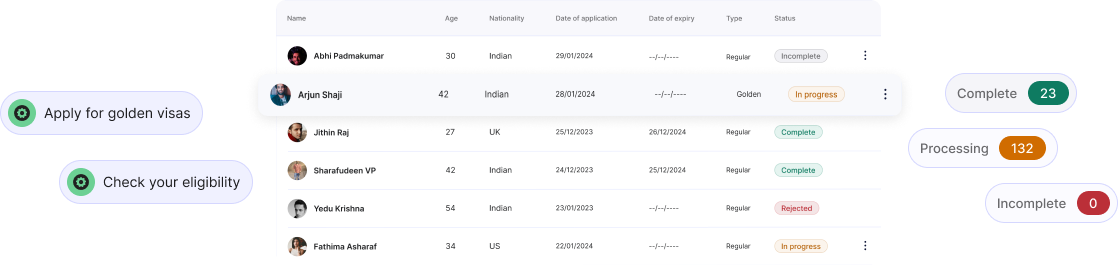 Name Age Nationality Date of application Date of expiry Type Status
Abhi Padmakumar 30 Indian 29/01/2024 --/--/---- Regular Incomplete
Arjun Shaji 42 Indian 28/01/2024 --/--/---- Golden In progress
Jithin Raj 27 UK 25/12/2023 26/12/2024 Regular Complete
Sharafudeen VP 42 Indian 24/12/2023 25/12/2024 Regular Complete
Yedu Krishna 54 Indian 23/01/2023 --/--/---- Regular Rejected
Fathima Asharaf 34 US 22/01/2024 --/--/---- Regular In progress
Apply for golden visas
Check your eligibility
Complete 23
Processing 132
Incomplete 0